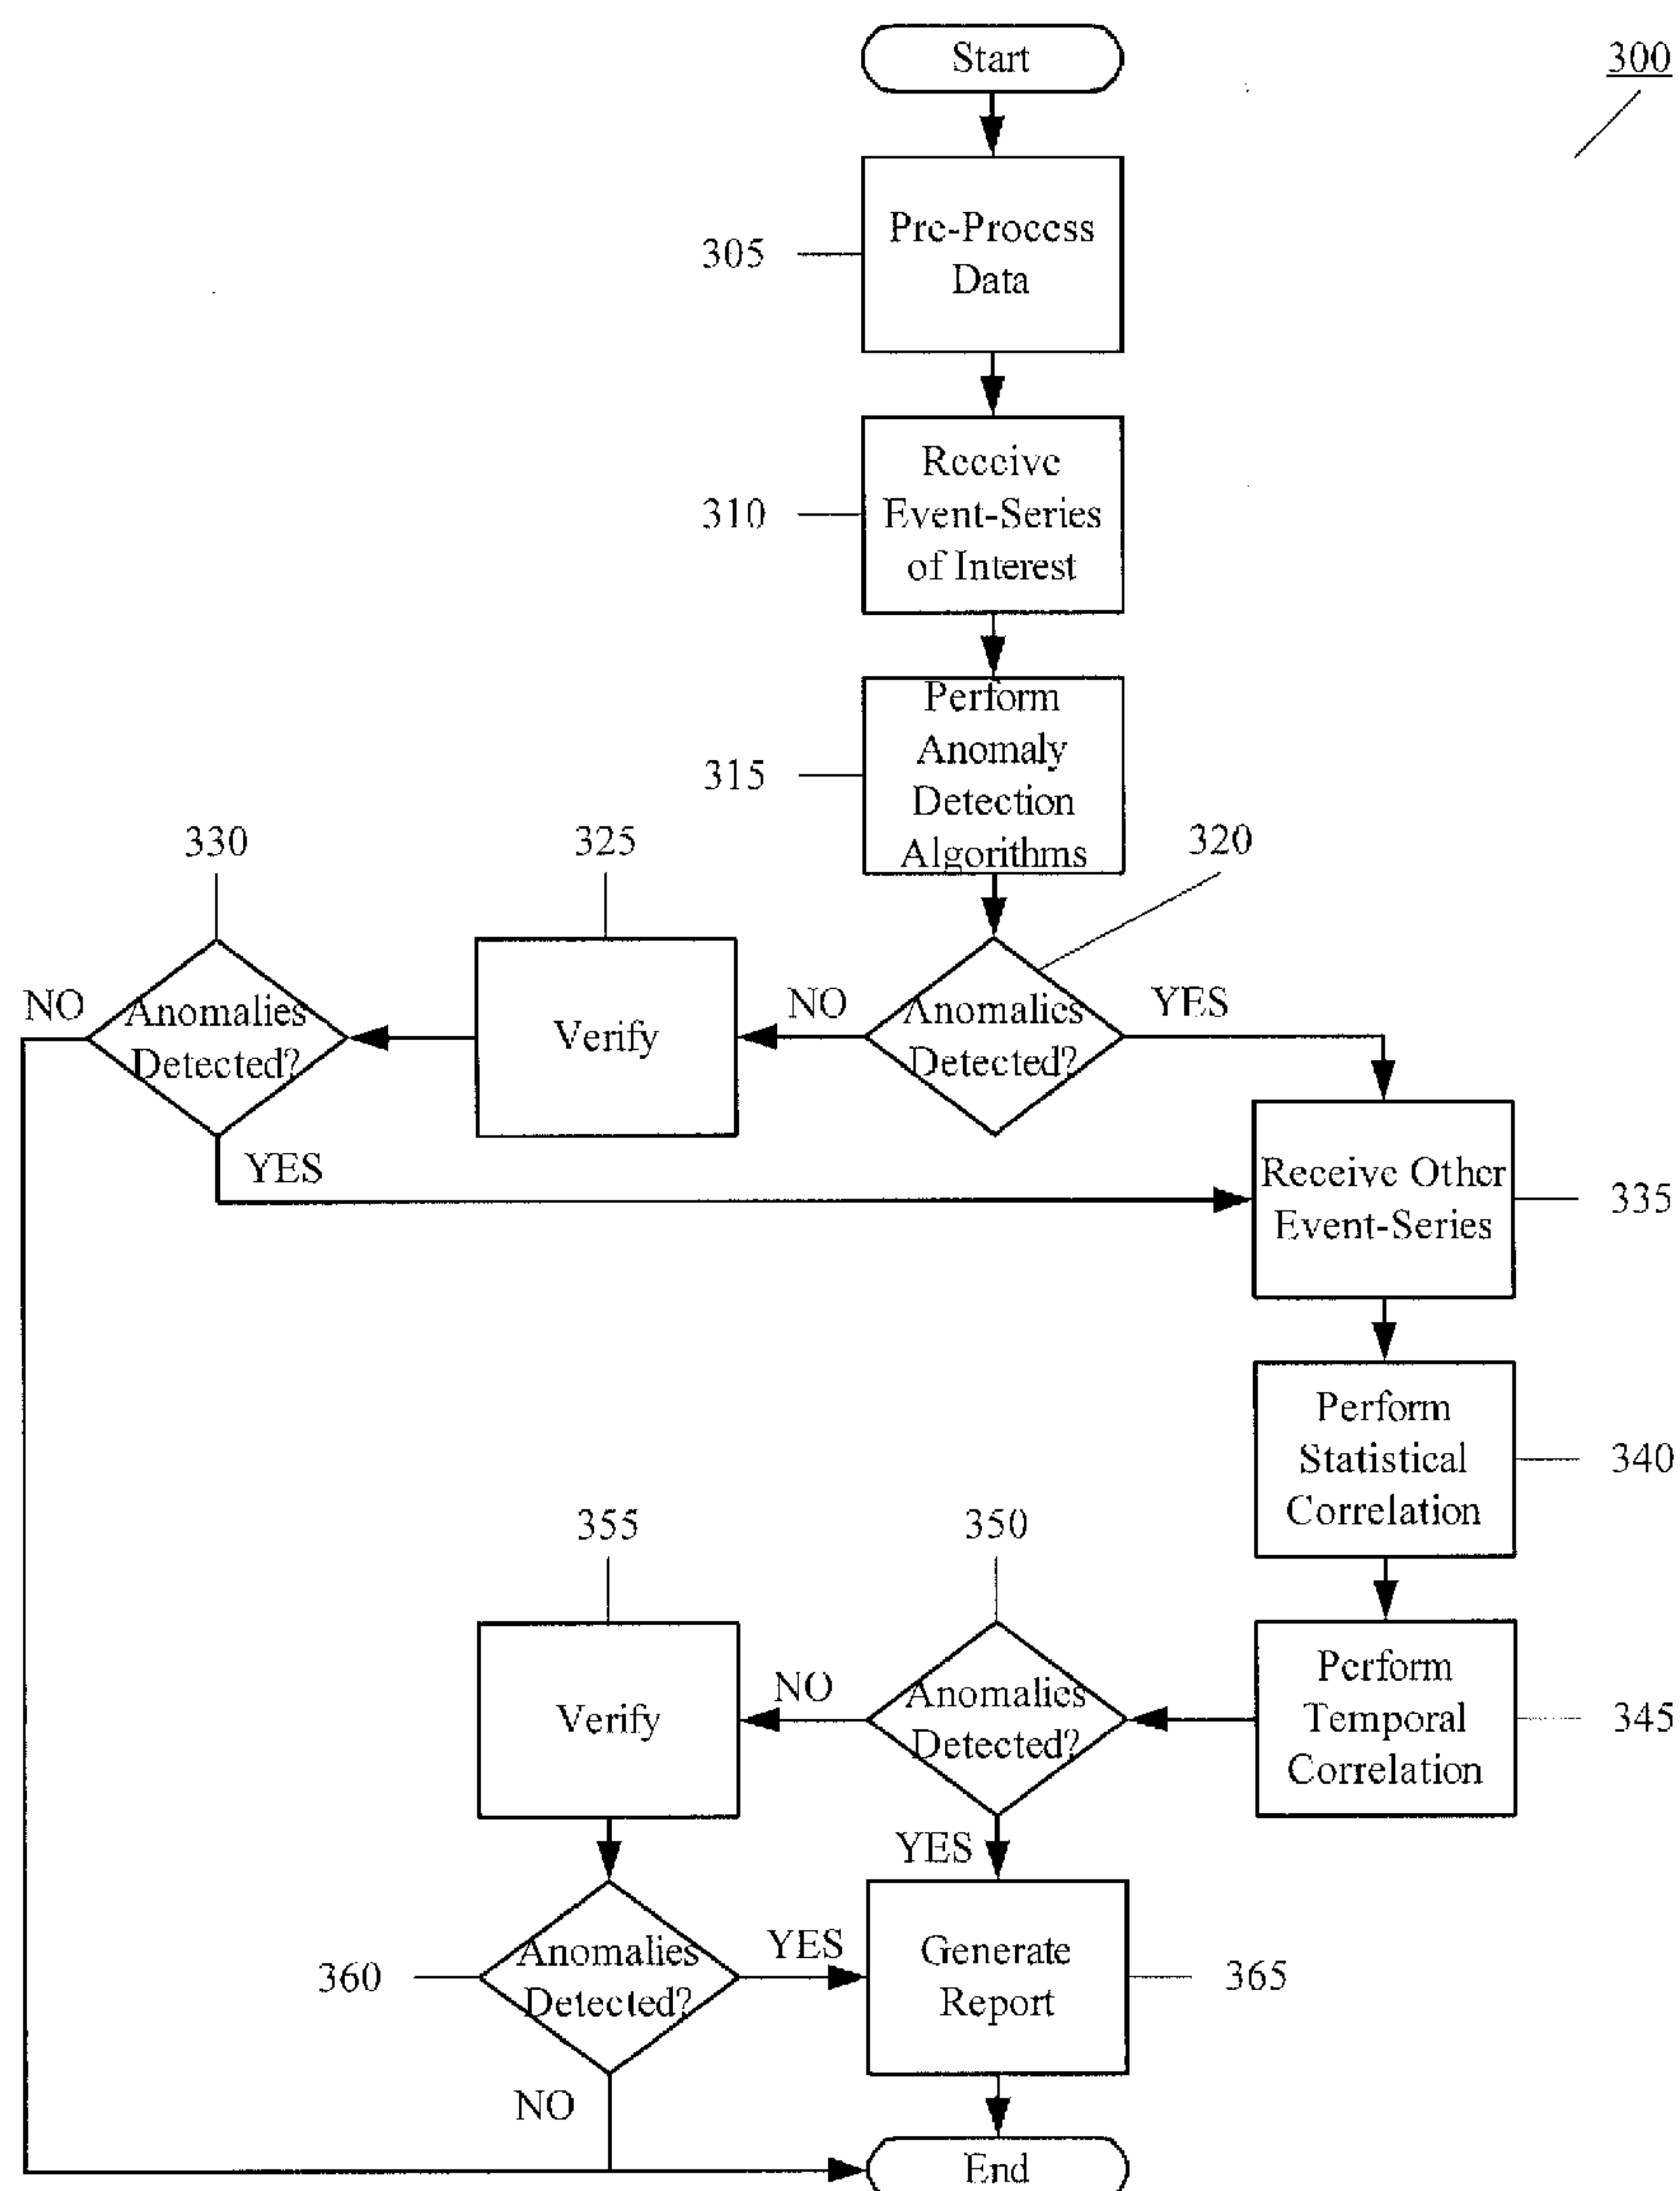 Start
300
Pre-Process
Data
305
Receive
Event-Series
of Interest
310
Perform
Anomaly
Detection
Algorithms
315
320
325
330
Anomalies
Detected?
NO
YES
Verify
NO
Anomalies
Detected?
YES
Receive Other
Event-Series
335
Perform
Statistical
Correlation
340
Perform
Temporal
Correlation
345
350
355
Anomalies
Detected?
NO
YES
Verify
Anomalies
Detected?
360
YES
NO
Generate
Report
365
End